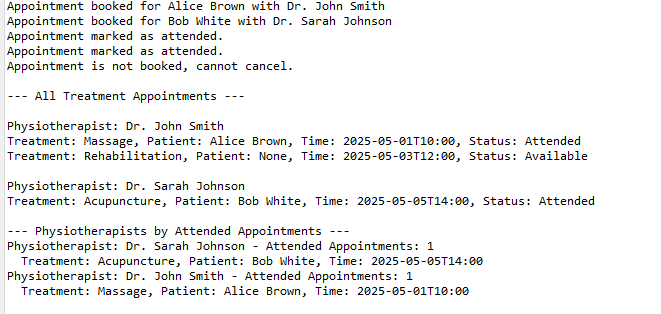 Appointment booked for Alice Brown with Dr. John Smith
Appointment booked for Bob White with Dr. Sarah Johnson
Appointment marked as attended.
Appointment marked as attended.
Appointment is not booked, cannot cancel.

--- All Treatment Appointments ---

Physiotherapist: Dr. John Smith
Treatment: Massage, Patient: Alice Brown, Time: 2025-05-01T10:00, Status: Attended
Treatment: Rehabilitation, Patient: None, Time: 2025-05-03T12:00, Status: Available

Physiotherapist: Dr. Sarah Johnson
Treatment: Acupuncture, Patient: Bob White, Time: 2025-05-05T14:00, Status: Attended

--- Physiotherapists by Attended Appointments ---
Physiotherapist: Dr. Sarah Johnson - Attended Appointments: 1
  Treatment: Acupuncture, Patient: Bob White, Time: 2025-05-05T14:00
Physiotherapist: Dr. John Smith - Attended Appointments: 1
  Treatment: Massage, Patient: Alice Brown, Time: 2025-05-01T10:00